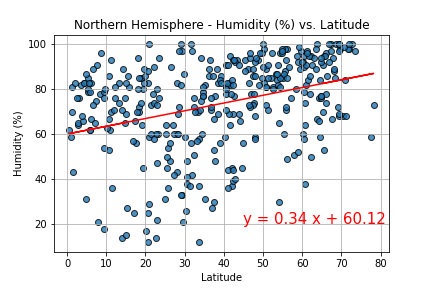 Northern Hemisphere - Humidity (%) vs. Latitude
100
80
60
40
20
Humidity (%)
y = 0.34 x + 60.12
0 10 20 30 40 50 60 70 80
Latitude